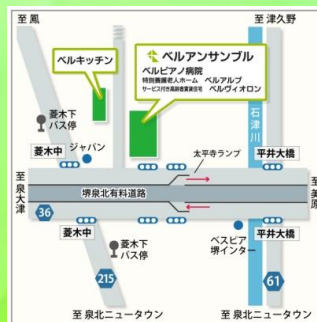 至 鳳
至 津久野
ベルキッチン
ベルアンサンブル
ベルピアノ病院
特別養護老人ホーム ベルアルプ
サービス付き高齢者賃貸住宅 ベルヴィオロン
菱木下
バス停
石津川
菱木中
ジャパン
太平寺ランプ
平井大橋
至 泉大津
堺泉北有料道路
至 美原
36
菱木中
菱木下
バス停
ベスピア
堺インター
平井大橋
215
61
至 泉北ニュータウン
至 泉北ニュータウン